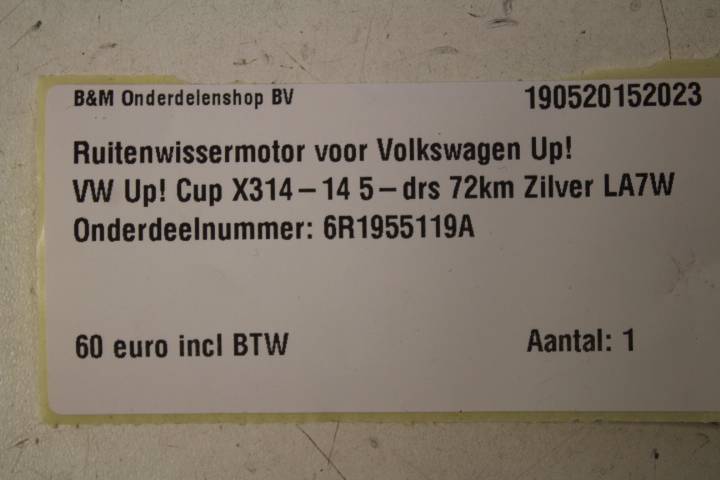 B&M Onderdelenshop BV
190520152023
Ruitenwissermotor voor Volkswagen Up!
VW Up! Cup X314–14 5–drs 72km Zilver LA7W
Onderdeelnummer: 6R1955119A
60 euro incl BTW
Aantal: 1